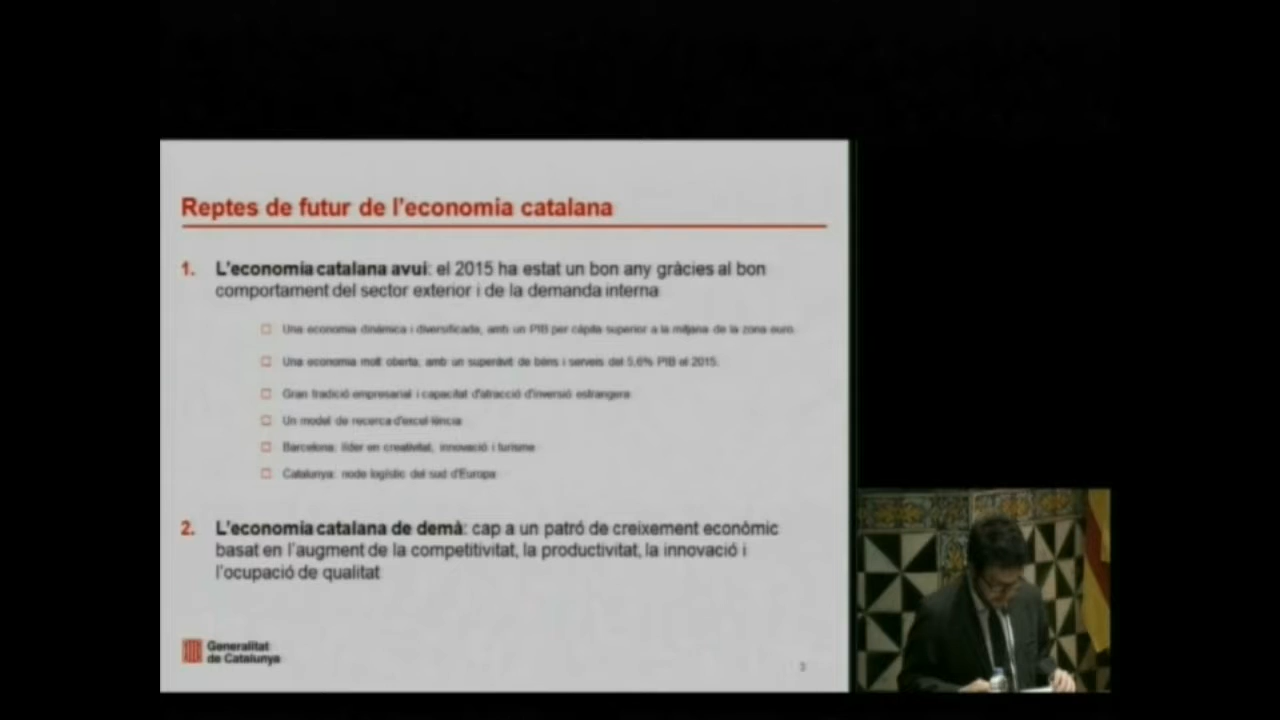 Reptes de futur de l'economia catalana
1. L'economia catalana avui: el 2015 ha estat un bon any gràcies al bon
comportament del sector exterior i de la demanda interna
Una economia dinàmica i diversificada, amb un PIB per càpita superior a la mitjana de la zona euro.
Una economia molt oberta, amb un superàvit de béns i serveis del 5,6% PIB el 2015.
Gran tradició empresarial i capacitat d'atracció d'inversió estrangera
Un model de recerca d'excel·lència
Barcelona: líder en creativitat, innovació i turisme
Catalunya: node logístic del sud d'Europa
2. L'economia catalana de demà: cap a un patró de creixement econòmic
basat en l'augment de la competitivitat, la productivitat, la innovació i
l'ocupació de qualitat
Generalitat
de Catalunya
3